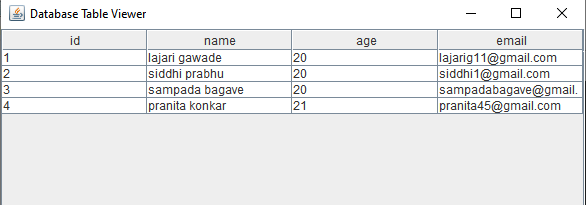 Database Table Viewer
id name age email
1 lajari gawade 20 lajarig11@gmail.com
2 siddhi prabhu 20 siddhi1@gmail.com
3 sampada bagave 20 sampadabagave@gmail.
4 pranita konkar 21 pranita45@gmail.com